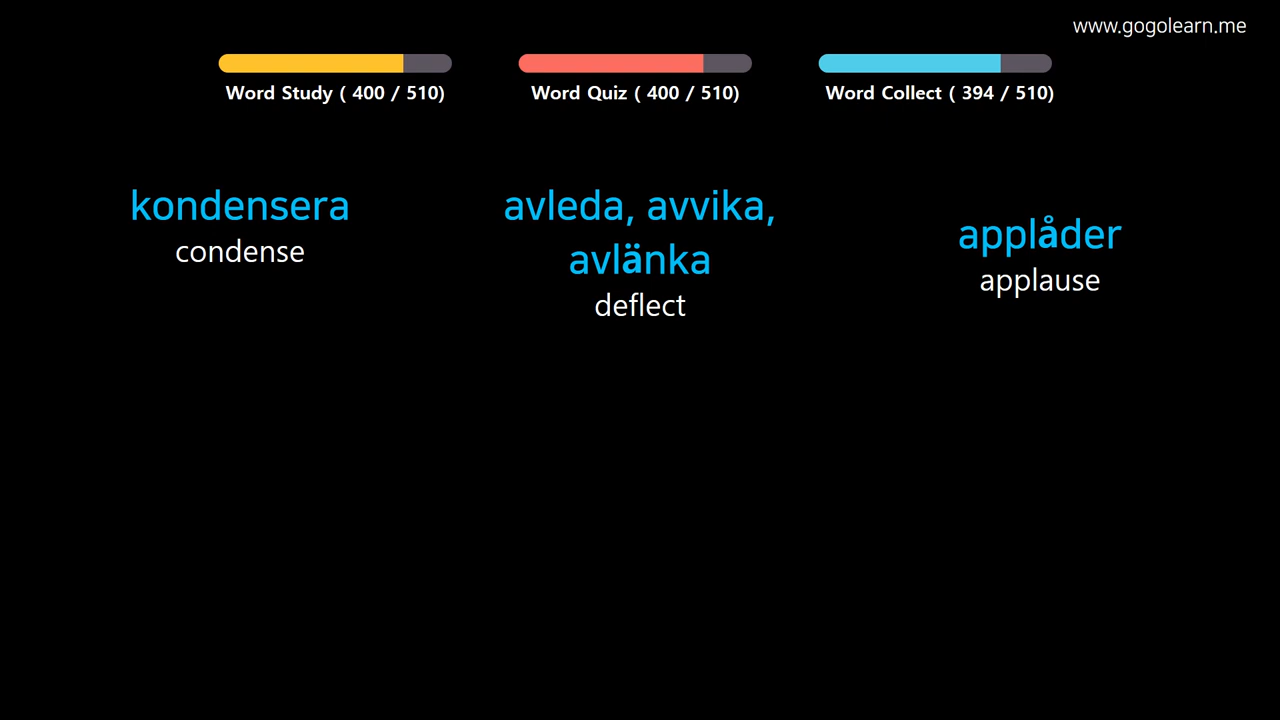 www.gogolearn.me
Word Study ( 400 / 510)
Word Quiz ( 400 / 510)
Word Collect ( 394 / 510)
kondensera
condense
avleda, avvika,
avlänka
deflect
applåder
applause